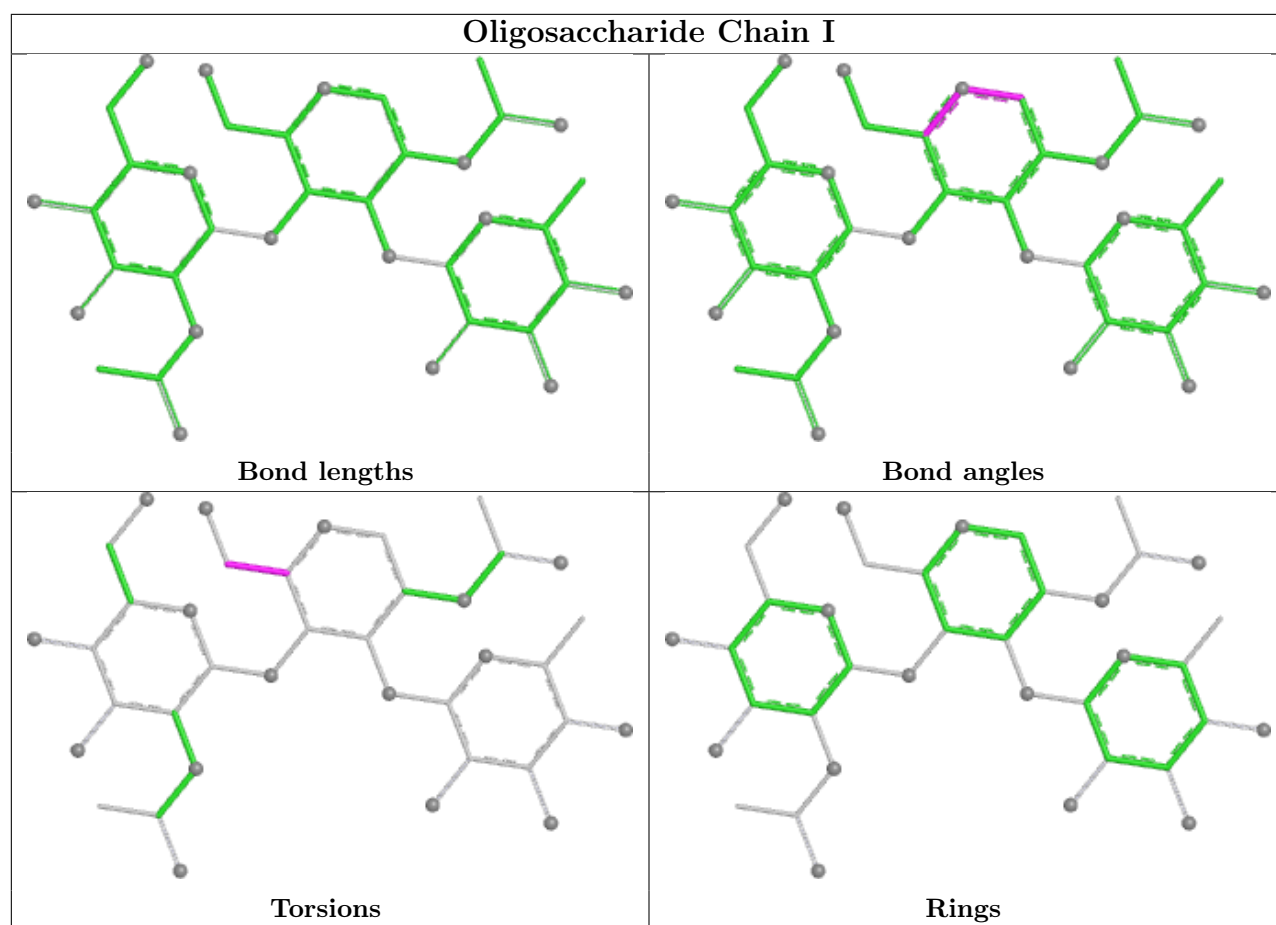 Oligosaccharide Chain I
Bond lengths
Bond angles
Torsions
Rings